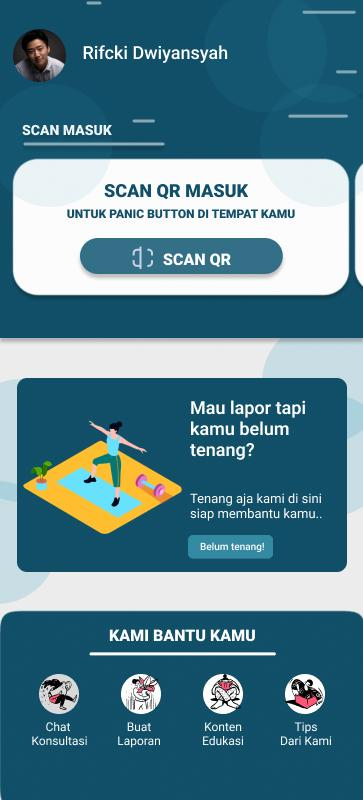 Rifcki Dwiyansyah
SCAN MASUK
SCAN QR MASUK
UNTUK PANIC BUTTON DI TEMPAT KAMU
SCAN QR
Mau lapor tapi
kamu belum
tenang?
Tenang aja kami di sini
siap membantu kamu..
Belum tenang!
KAMI BANTU KAMU
Chat
Konsultasi
Buat
Laporan
Konten
Edukasi
Tips
Dari Kami